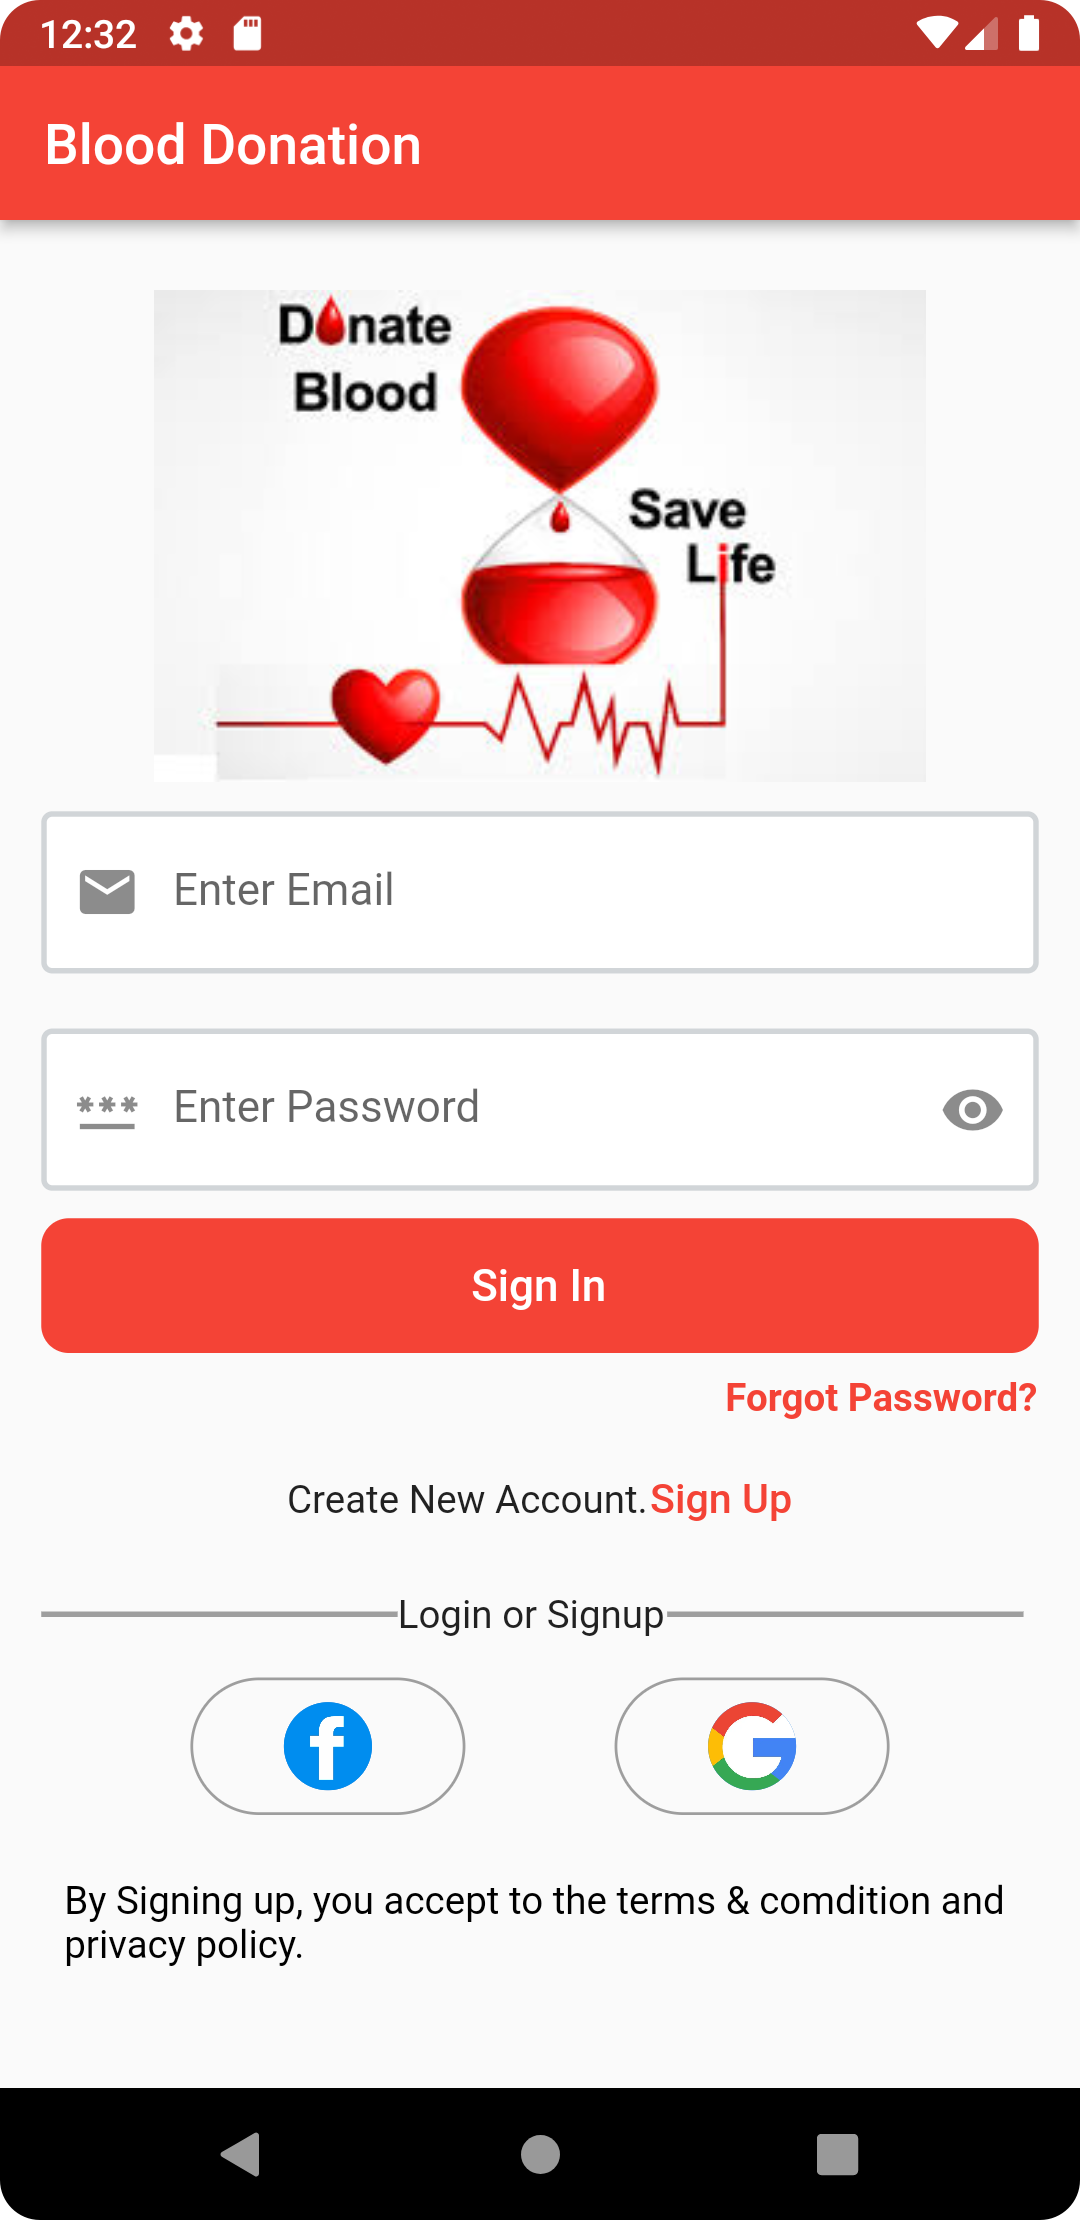 12:32
Blood Donation
Donate
Blood
Save
Life
Enter Email
*** Enter Password
Sign In
Forgot Password?
Create New Account. Sign Up
Login or Signup
f G
By Signing up, you accept to the terms & comdition and
privacy policy.